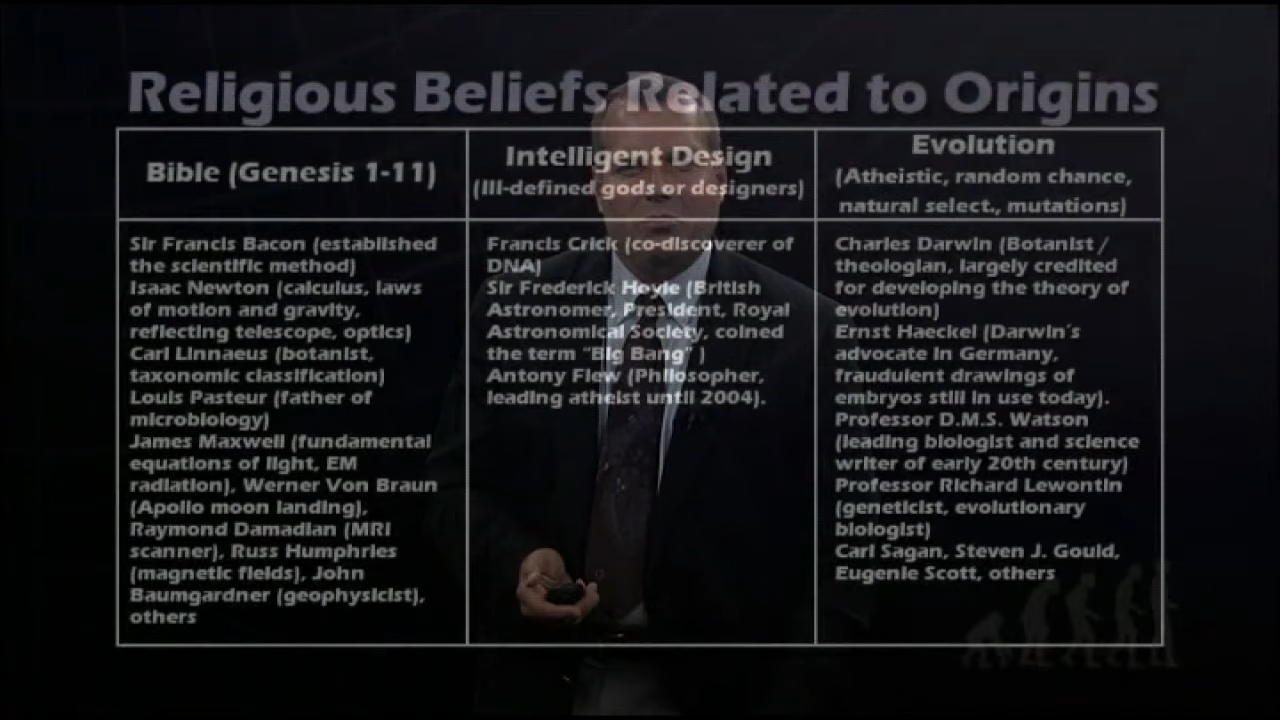 Religious Beliefs Related to Origins
Bible (Genesis 1-11)
Intelligent Design
(Ill-defined gods or designers)
Evolution
(Atheistic, random chance,
natural select., mutations)
Sir Francis Bacon (established
the scientific method)
Isaac Newton (calculus, laws
of motion and gravity,
reflecting telescope, optics)
Carl Linnaeus (botanist,
taxonomic classification)
Louis Pasteur (father of
microbiology)
James Maxwell (fundamental
equations of light, EM
radiation), Werner Von Braun
(Apollo moon landing),
Raymond Damadian (MRI
scanner), Russ Humphries
(magnetic fields), John
Baumgardner (geophysicist),
others
Francis Crick (co-discoverer of
DNA)
Sir Frederick Hoyle (British
Astronomer, President, Royal
Astronomical Society, coined
the term "Big Bang" )
Antony Flew (Philosopher,
leading atheist until 2004).
Charles Darwin (Botanist /
theologian, largely credited
for developing the theory of
evolution)
Ernst Haeckel (Darwin's
advocate in Germany,
fraudulent drawings of
embryos still in use today).
Professor D.M.S. Watson
(leading biologist and science
writer of early 20th century)
Professor Richard Lewontin
(geneticist, evolutionary
biologist)
Carl Sagan, Steven J. Gould,
Eugenie Scott, others